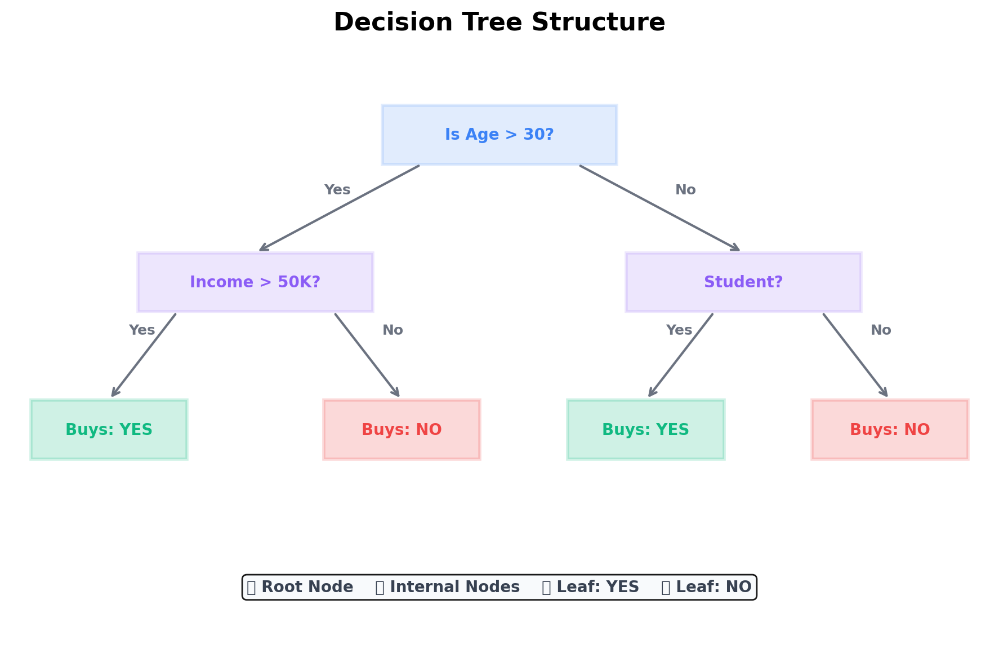 Decision Tree Structure
Is Age > 30?
Yes
No
Income > 50K?
Student?
Yes
No
Yes
No
Buys: YES
Buys: NO
Buys: YES
Buys: NO
Root Node Internal Nodes Leaf: YES Leaf: NO